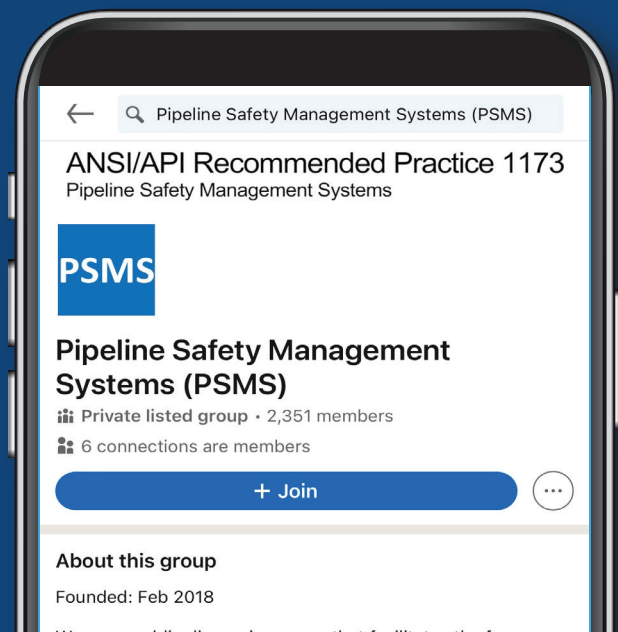 Pipeline Safety Management Systems (PSMS)
ANSI/API Recommended Practice 1173
Pipeline Safety Management Systems
PSMS
Pipeline Safety Management
Systems (PSMS)
Private listed group • 2,351 members
6 connections are members
+ Join
About this group
Founded: Feb 2018